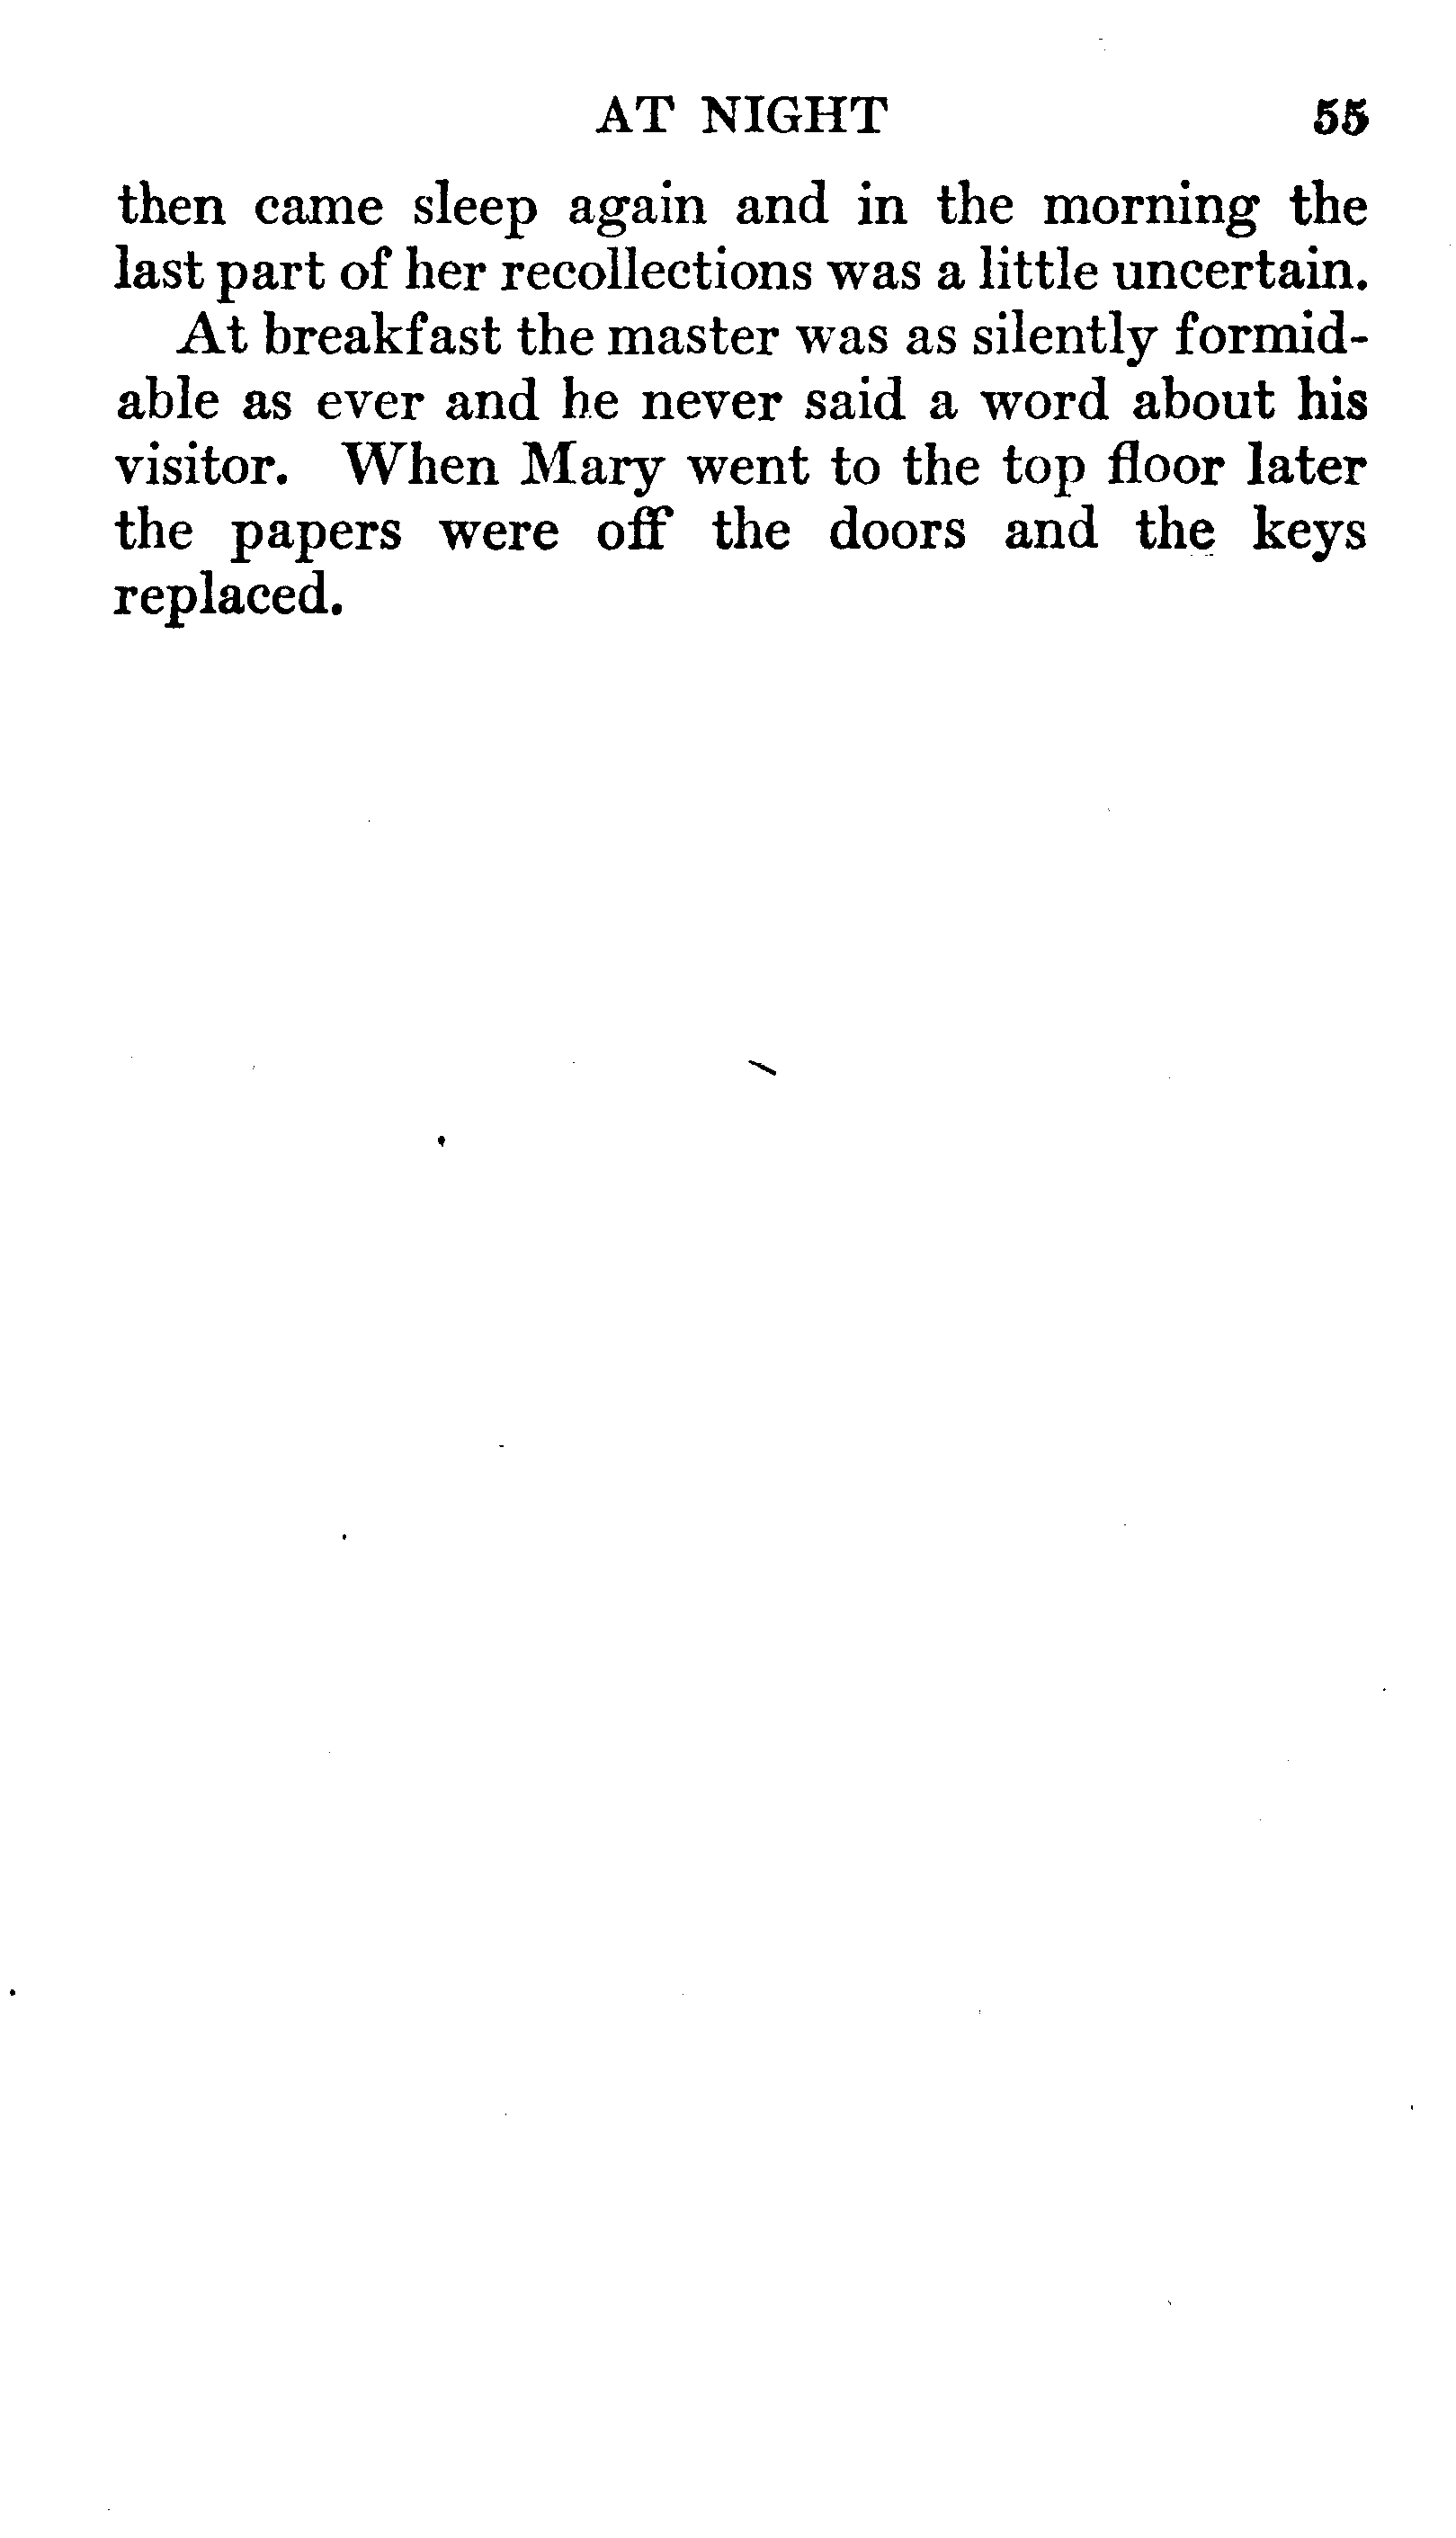 AT NIGHT 55
then came sleep again and in the morning the
last part of her recollections was a little uncertain.
At breakfast the master was as silently formid-
able as ever and he never said a word about his
visitor. When Mary went to the top floor later
the papers were off the doors and the keys
replaced.